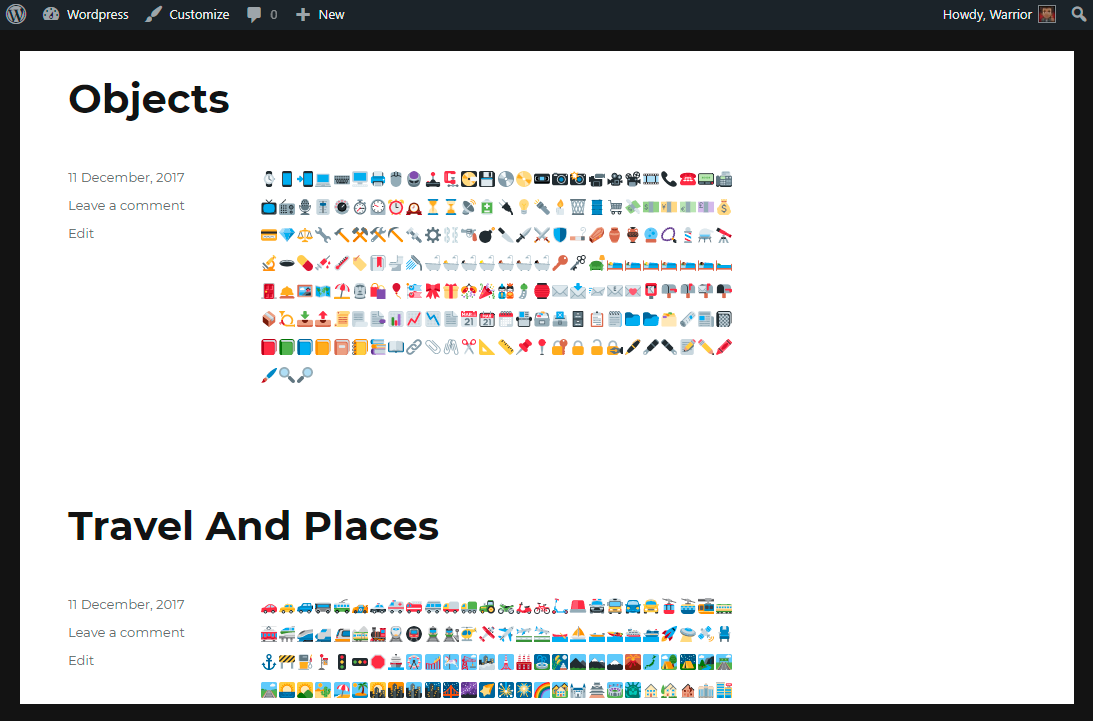 Wordpress Customize 0 New Howdy, Warrior
Objects
11 December, 2017
Leave a comment
Edit
Travel And Places
11 December, 2017
Leave a comment
Edit